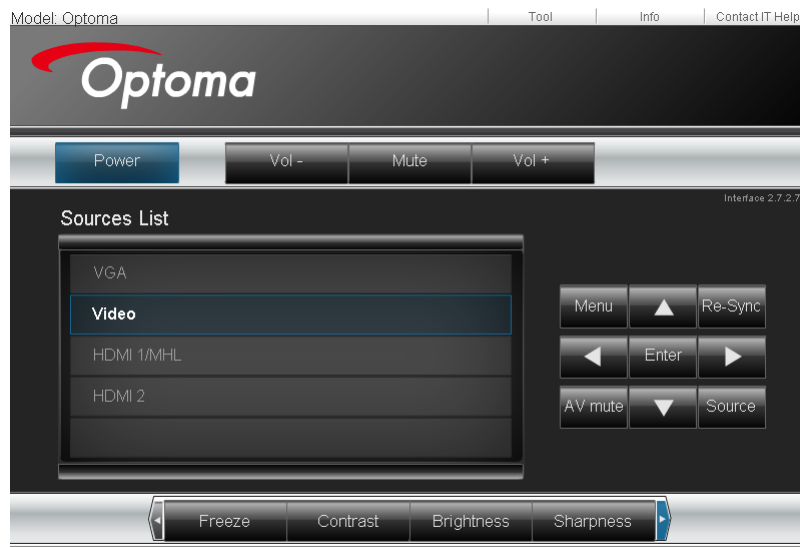 Model: Optoma Tool Info Contact IT Help
Optoma
Power Vol - Mute Vol +
Interface 2.7.2.7
Sources List
VGA
Video
HDMI 1/MHL
HDMI 2
Menu Re-Sync
Enter
AV mute Source
Freeze Contrast Brightness Sharpness